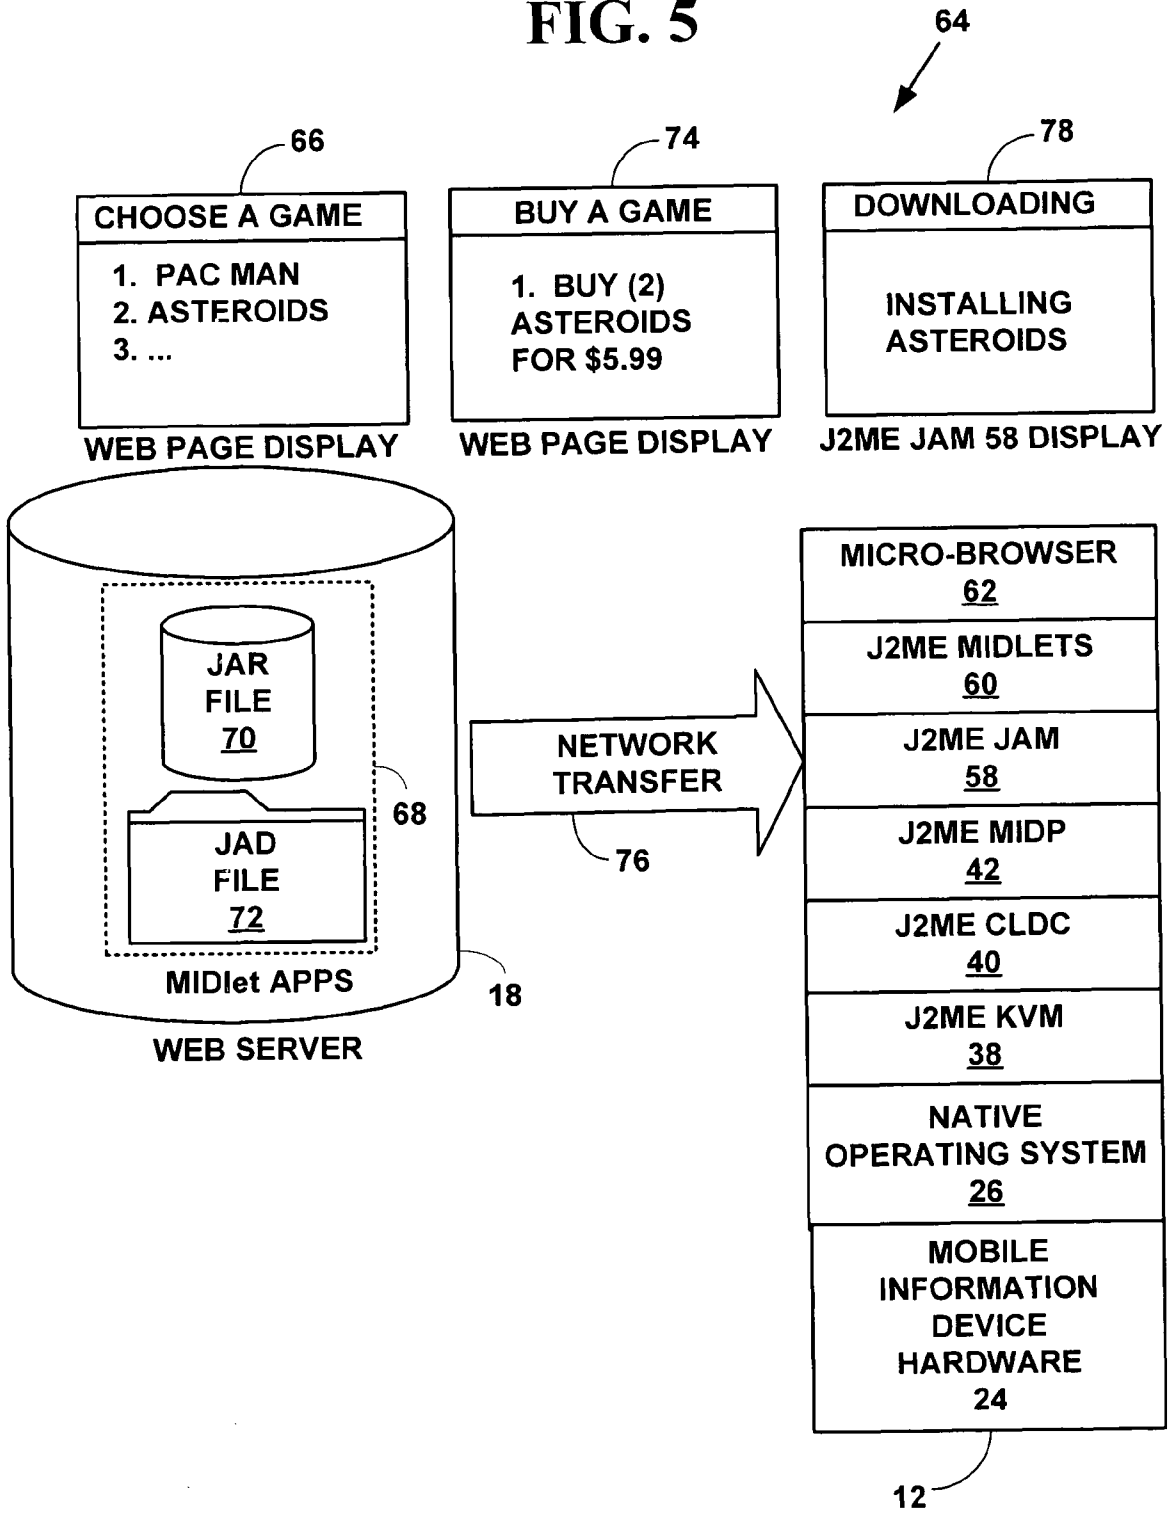 FIG. 5
64
66
74
78
CHOOSE A GAME
1. PAC MAN
2. ASTEROIDS
3. ...
WEB PAGE DISPLAY
BUY A GAME
1. BUY (2)
ASTEROIDS
FOR $5.99
WEB PAGE DISPLAY
DOWNLOADING
INSTALLING
ASTEROIDS
J2ME JAM 58 DISPLAY
JAR
FILE
70
JAD
FILE
72
68
MIDlet APPS
18
WEB SERVER
NETWORK
TRANSFER
76
MICRO-BROWSER
62
J2ME MIDLETS
60
J2ME JAM
58
J2ME MIDP
42
J2ME CLDC
40
J2ME KVM
38
NATIVE
OPERATING SYSTEM
26
MOBILE
INFORMATION
DEVICE
HARDWARE
24
12